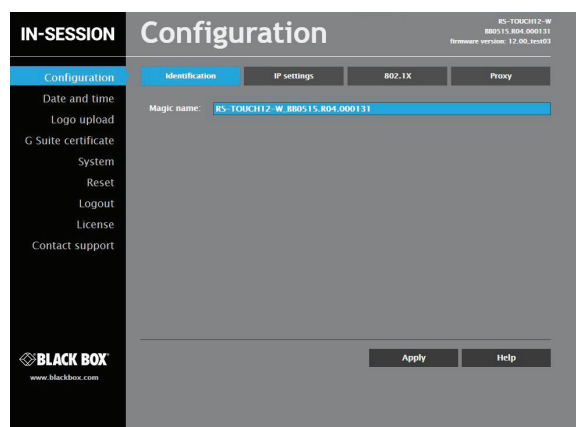 IN-SESSION
Configuration
RS-TOUCH12-W
BB0515.R04.000131
firmware version: 12.00_test03
Configuration
Date and time
Logo upload
G Suite certificate
System
Reset
Logout
License
Contact support
Identification
IP settings
802.1X
Proxy
Magic name: RS-TOUCH12-W_BB0515.R04.000131
Apply
Help
BLACK BOX
www.blackbox.com